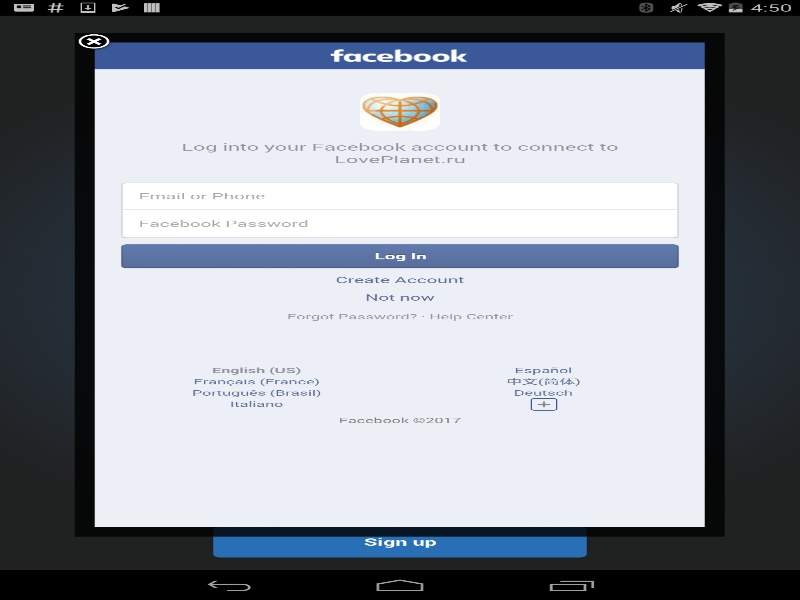 4:50
facebook
Log into your Facebook account to connect to
LovePlanet.ru
Email or Phone
Facebook Password
Log In
Create Account
Not now
Forgot Password? · Help Center
English (US)
Français (France)
Português (Brasil)
Italiano
Español
中文(简体)
Deutsch
Facebook ©2017
Sign up